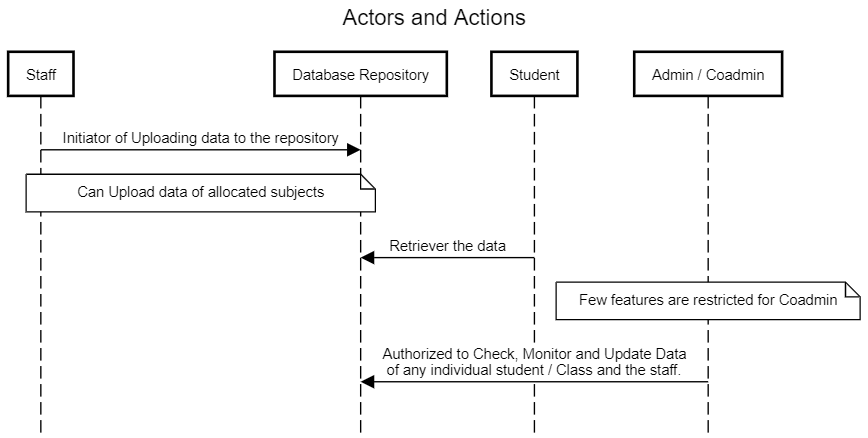 Actors and Actions
Staff
Database Repository
Student
Admin / Coadmin
Initiator of Uploading data to the repository
Can Upload data of allocated subjects
Retriever the data
Few features are restricted for Coadmin
Authorized to Check, Monitor and Update Data
of any individual student / Class and the staff.